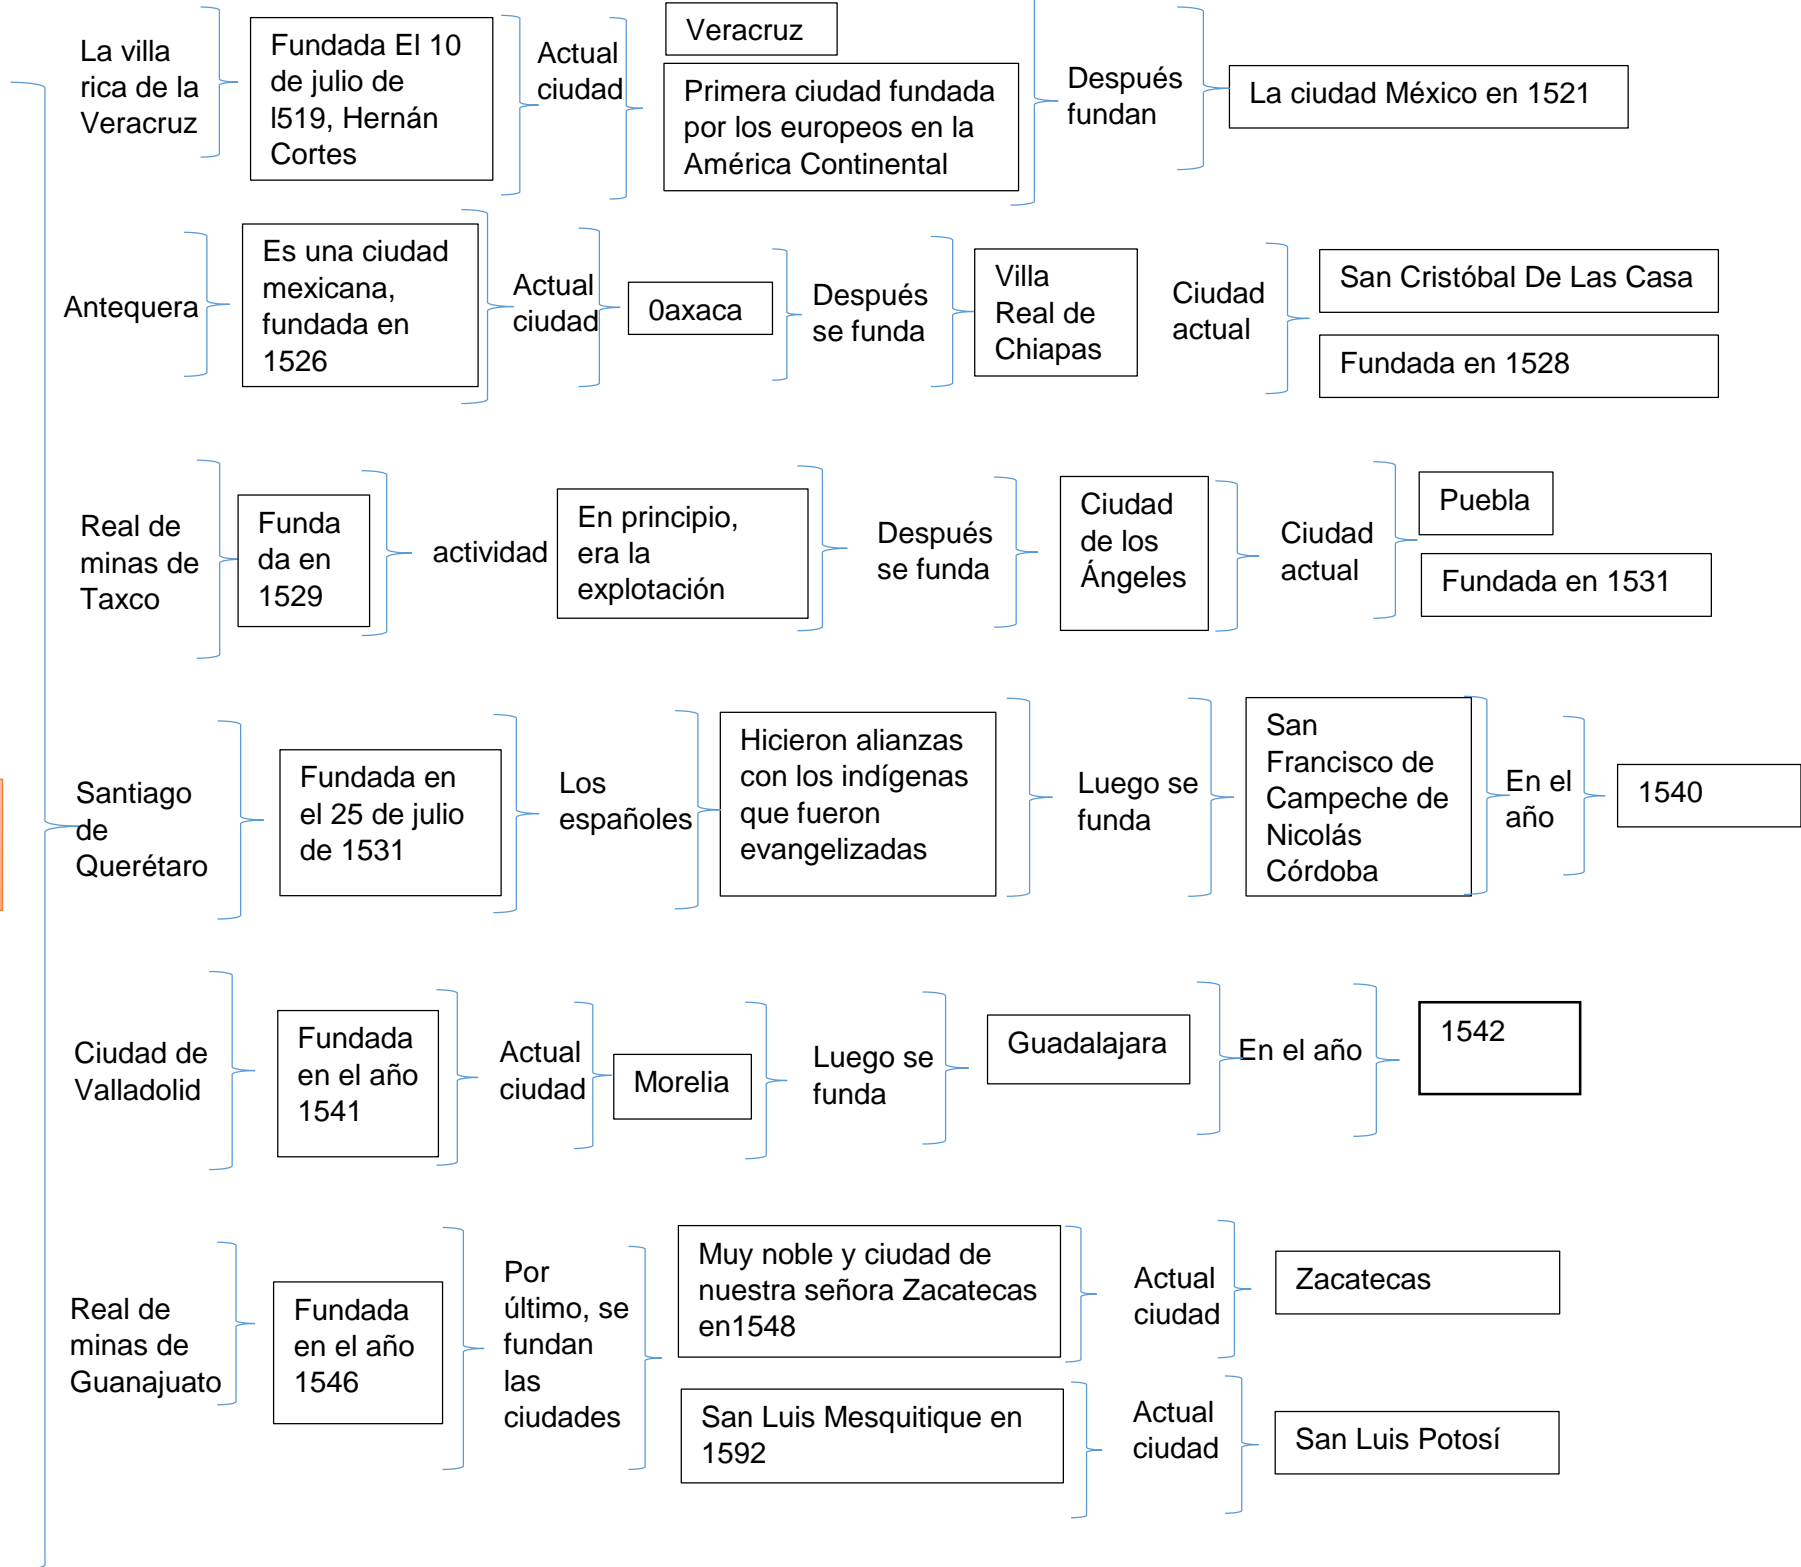 La villa
rica de la
Veracruz
Fundada El 10
de julio de
l519, Hernán
Cortes
Actual
ciudad
Veracruz
Primera ciudad fundada
por los europeos en la
América Continental
Después
fundan
La ciudad México en 1521
Antequera
Es una ciudad
mexicana,
fundada en
1526
Actual
ciudad
0axaca
Después
se funda
Villa
Real de
Chiapas
Ciudad
actual
San Cristóbal De Las Casa
Fundada en 1528
Real de
minas de
Taxco
Funda
da en
1529
actividad
En principio,
era la
explotación
Después
se funda
Ciudad
de los
Ángeles
Ciudad
actual
Puebla
Fundada en 1531
Santiago
de
Querétaro
Fundada en
el 25 de julio
de 1531
Los
españoles
Hicieron alianzas
con los indígenas
que fueron
evangelizadas
Luego se
funda
San
Francisco de
Campeche de
Nicolás
Córdoba
En el
año
1540
Ciudad de
Valladolid
Fundada
en el año
1541
Actual
ciudad
Morelia
Luego se
funda
Guadalajara
En el año
1542
Real de
minas de
Guanajuato
Fundada
en el año
1546
Por
último, se
fundan
las
ciudades
Muy noble y ciudad de
nuestra señora Zacatecas
en1548
Actual
ciudad
Zacatecas
San Luis Mesquitique en
1592
Actual
ciudad
San Luis Potosí